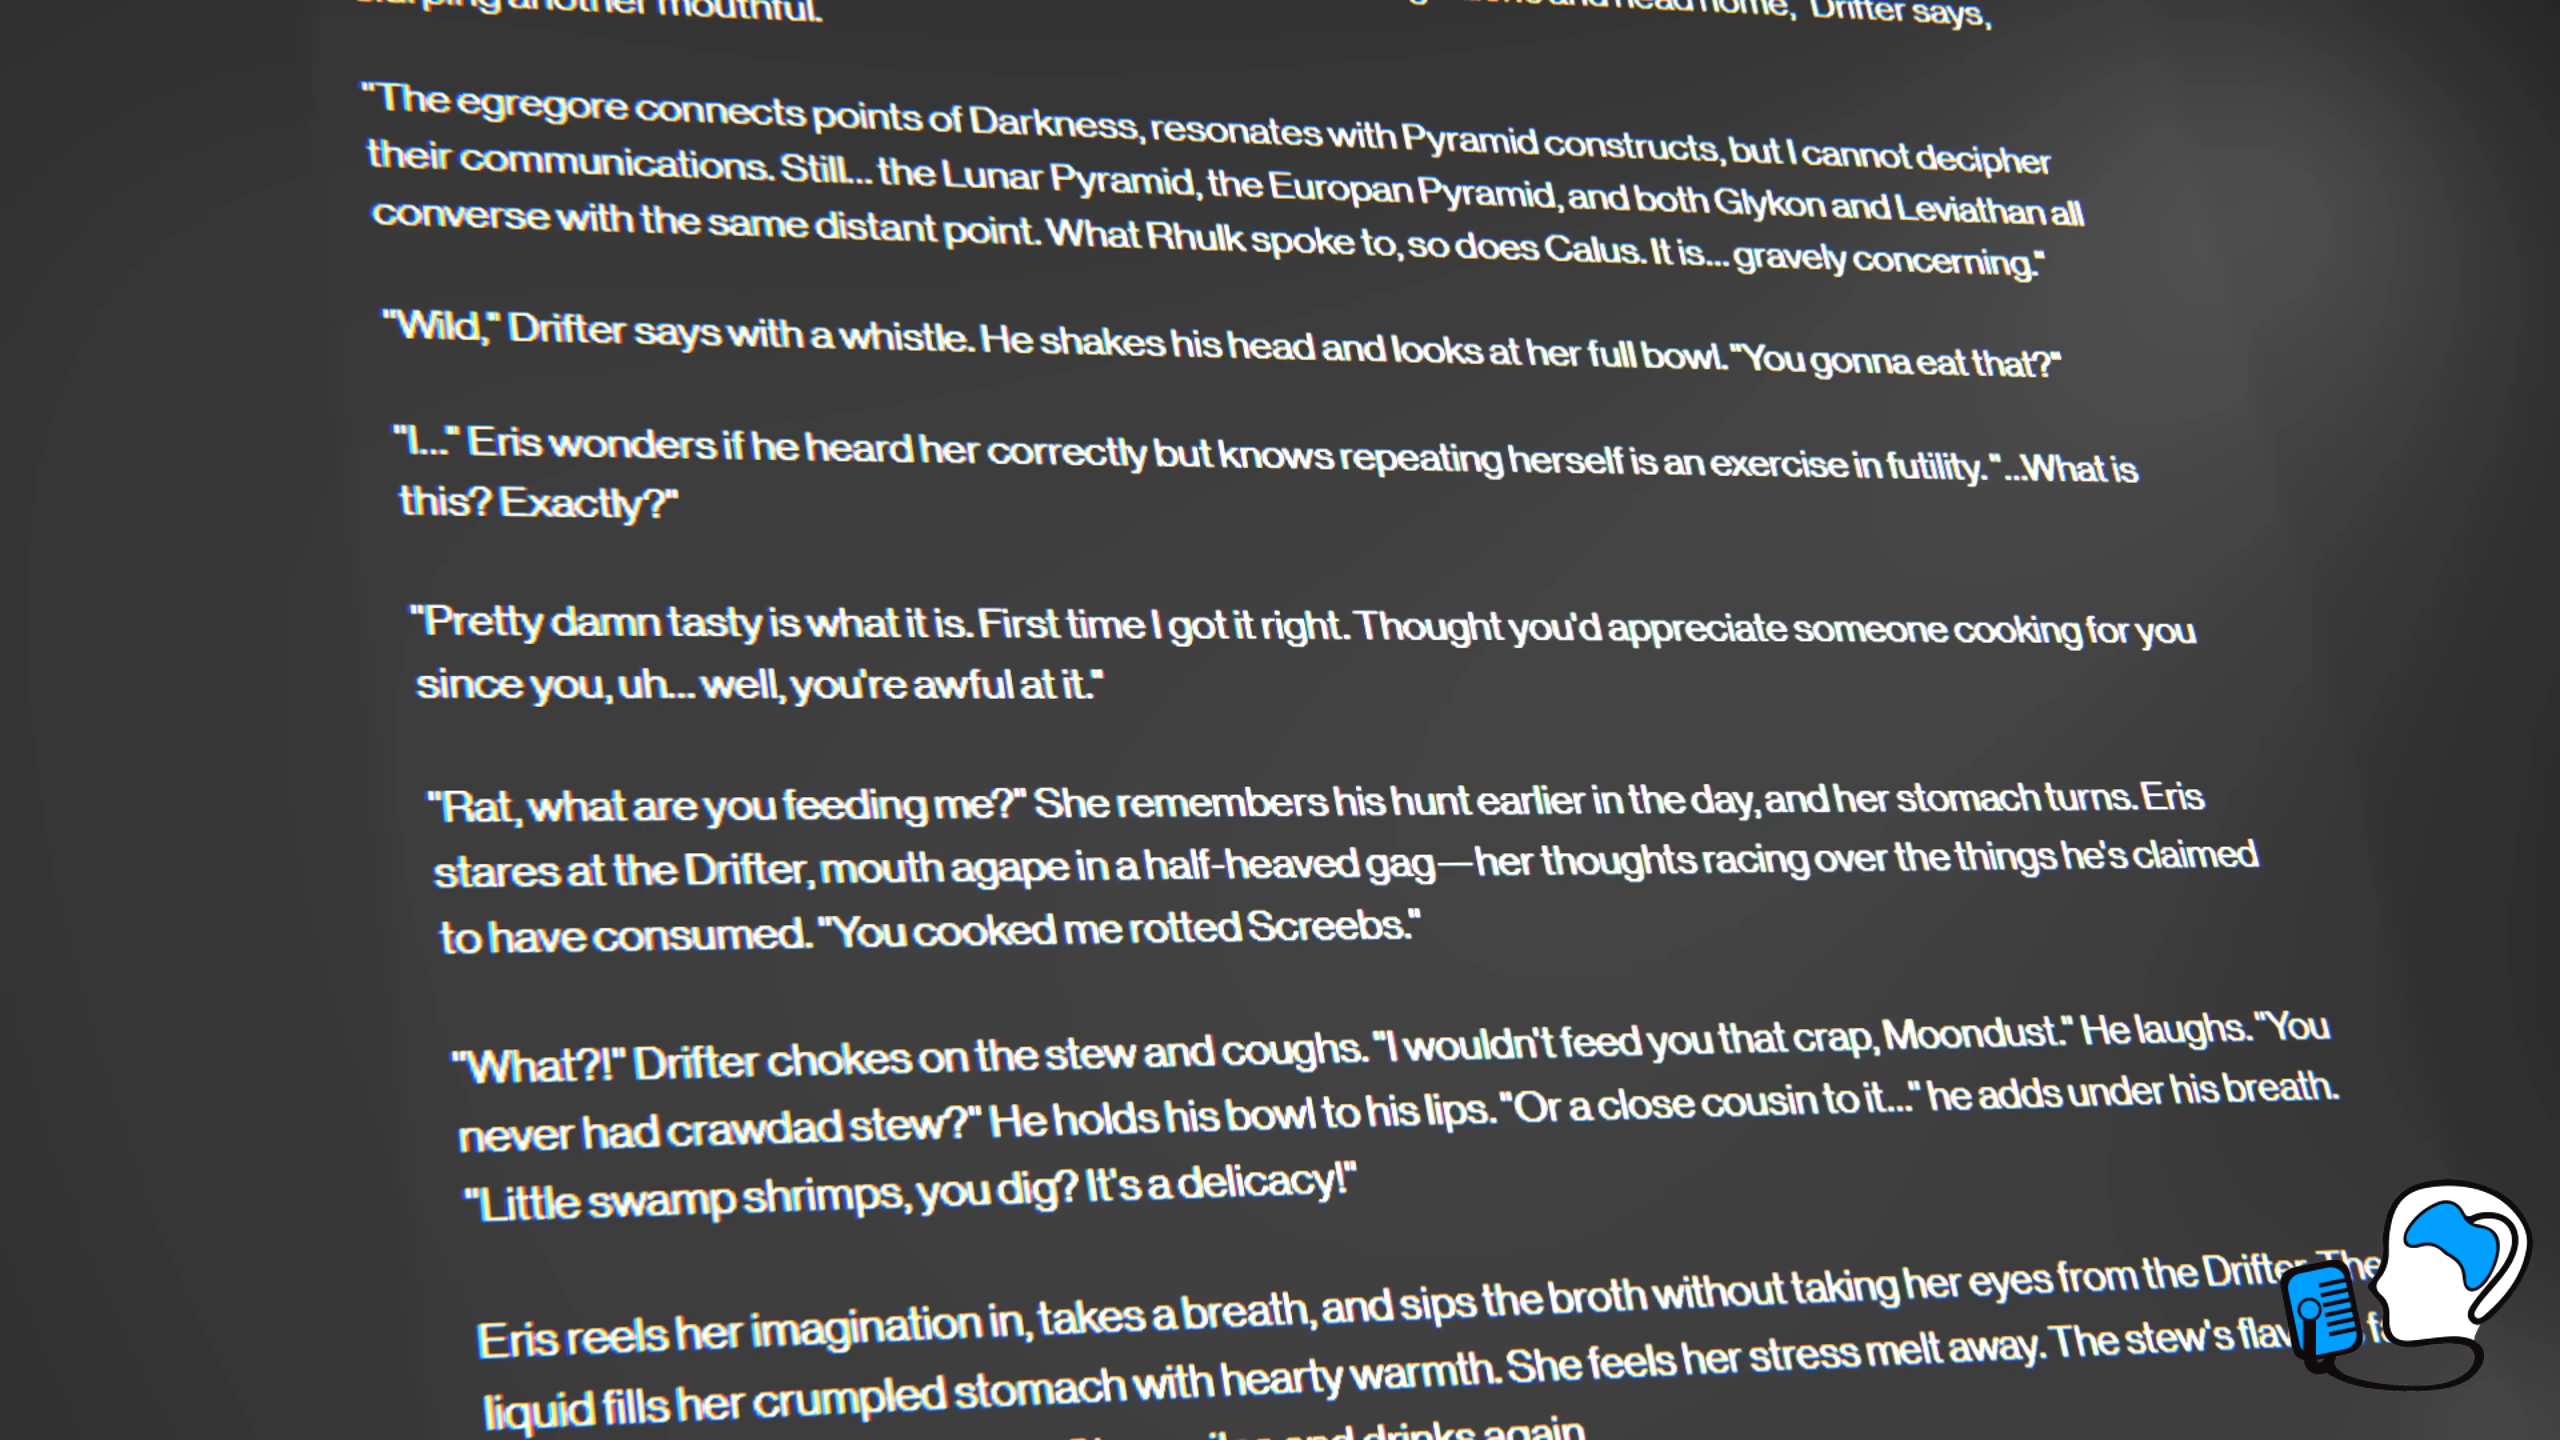 another mouthful.
head home," Drifter says,
"The egregore connects points of Darkness, resonates with Pyramid constructs, but I cannot decipher
their communications. Still... the Lunar Pyramid, the Europan Pyramid, and both Glykon and Leviathan all
converse with the same distant point. What Rhulk spoke to, so does Calus. It is... gravely concerning."
"Wild," Drifter says with a whistle. He shakes his head and looks at her full bowl. "You gonna eat that?"
"I..." Eris wonders if he heard her correctly but knows repeating herself is an exercise in futility. "...What is
this? Exactly?"
"Pretty damn tasty is what it is. First time I got it right. Thought you'd appreciate someone cooking for you
since you, uh... well, you're awful at it."
"Rat, what are you feeding me?" She remembers his hunt earlier in the day, and her stomach turns. Eris
stares at the Drifter, mouth agape in a half-heaved gag—her thoughts racing over the things he's claimed
to have consumed. "You cooked me rotted Screebs."
"What?!" Drifter chokes on the stew and coughs. "I wouldn't feed you that crap, Moondust." He laughs. "You
never had crawdad stew?" He holds his bowl to his lips. "Or a close cousin to it..." he adds under his breath.
"Little swamp shrimps, you dig? It's a delicacy!"
Eris reels her imagination in, takes a breath, and sips the broth without taking her eyes from the Drifter. The
liquid fills her crumpled stomach with hearty warmth. She feels her stress melt away. The stew's
and drinks again